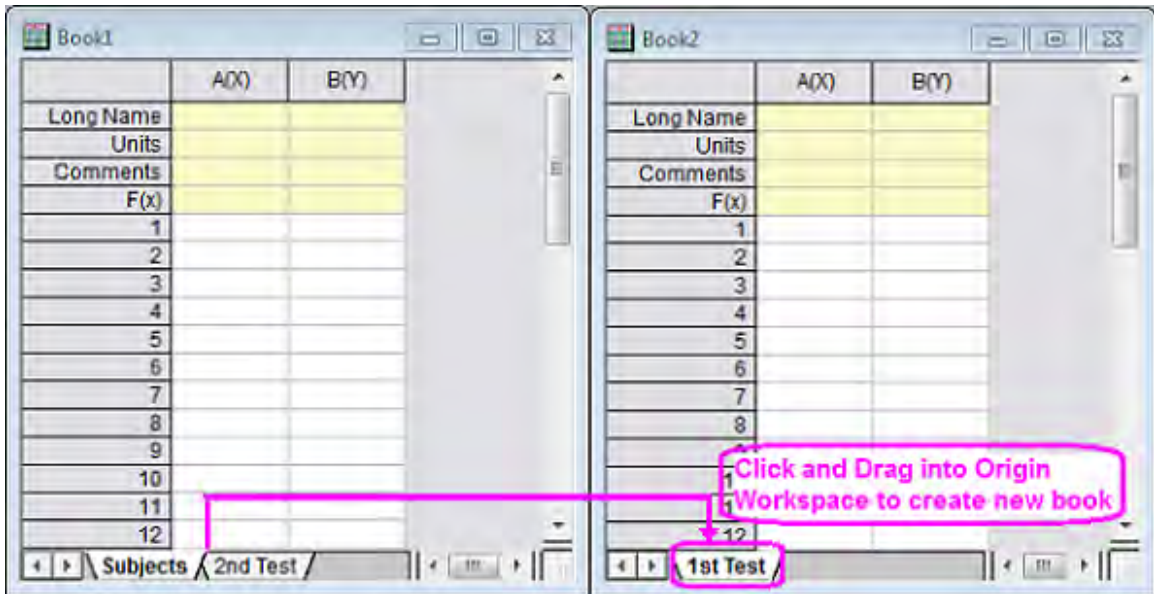 Book1
A(X) B(Y)
Long Name
Units
Comments
F(x)
1
2
3
4
5
6
7
8
9
10
11
12
Subjects 2nd Test
Book2
A(X) B(Y)
Long Name
Units
Comments
F(x)
1
2
3
4
5
6
7
8
Click and Drag into Origin
Workspace to create new book
12
1st Test